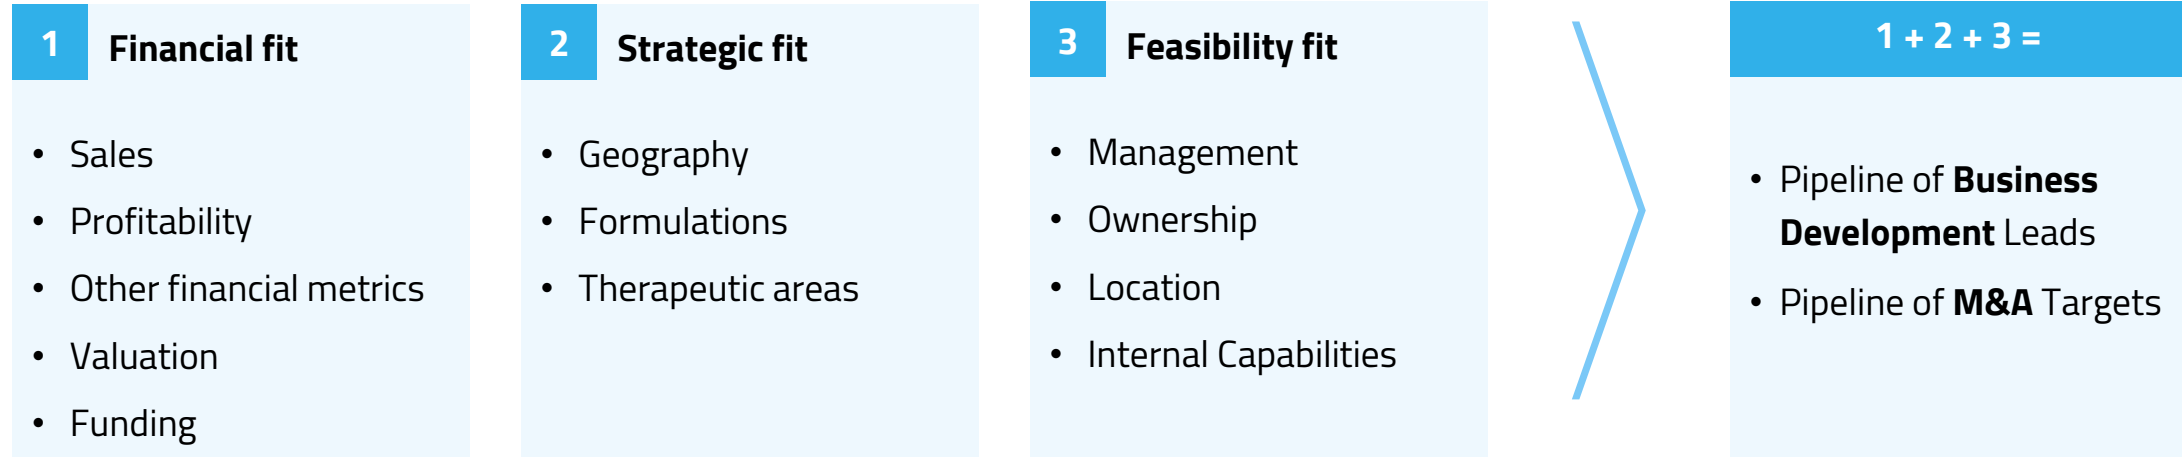 1 Financial fit
• Sales
• Profitability
• Other financial metrics
• Valuation
• Funding
2 Strategic fit
• Geography
• Formulations
• Therapeutic areas
3 Feasibility fit
• Management
• Ownership
• Location
• Internal Capabilities
1 + 2 + 3 =
• Pipeline of Business
Development Leads
• Pipeline of M&A Targets